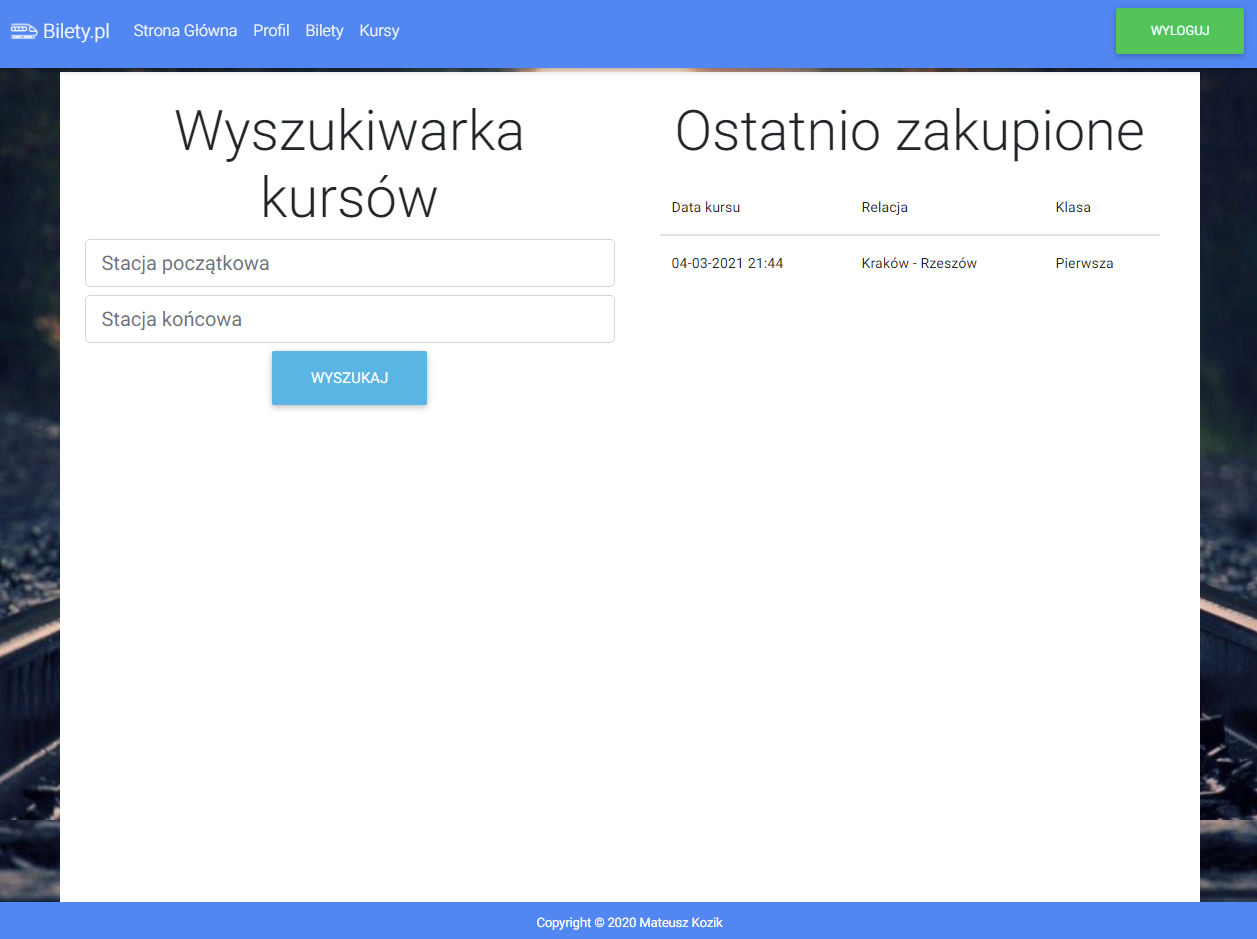 Bilety.pl Strona Główna Profil Bilety Kursy WYLOGUJ
Wyszukiwarka
kursów
Stacja początkowa
Stacja końcowa
WYSZUKAJ
Ostatnio zakupione
Data kursu Relacja Klasa
04-03-2021 21:44 Kraków - Rzeszów Pierwsza
Copyright © 2020 Mateusz Kozik